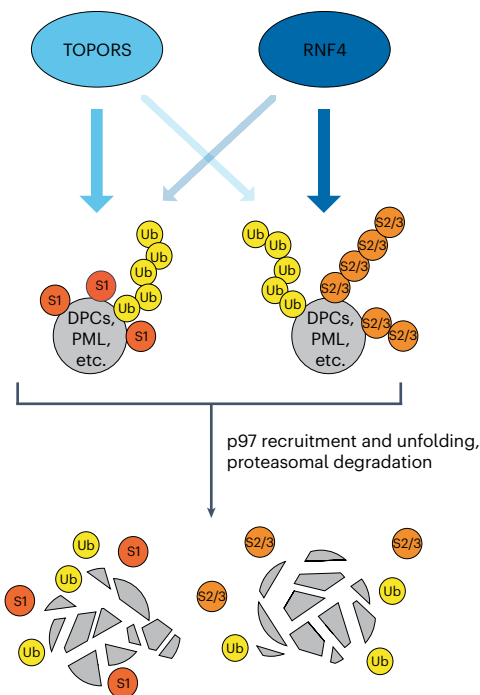 TOPORS
RNF4
Ub
Ub
Ub
Ub
Ub
S1
S1
S1
DPCs,
PML,
etc.
Ub
Ub
Ub
Ub
Ub
S2/3
S2/3
S2/3
S2/3
S2/3
S2/3
DPCs,
PML,
etc.
p97 recruitment and unfolding,
proteasomal degradation
Ub
S1
Ub
S1
Ub
S1
S2/3
S2/3
S2/3
Ub
Ub
Ub